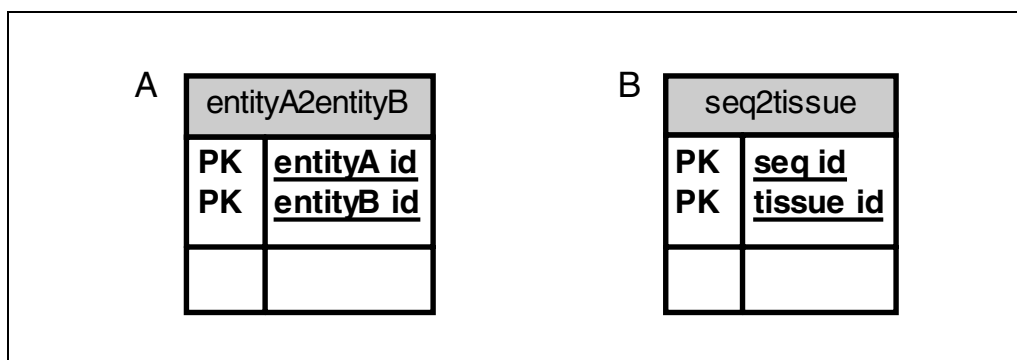 A
entityA2entityB
PK entityA id
PK entityB id
B
seq2tissue
PK seq id
PK tissue id